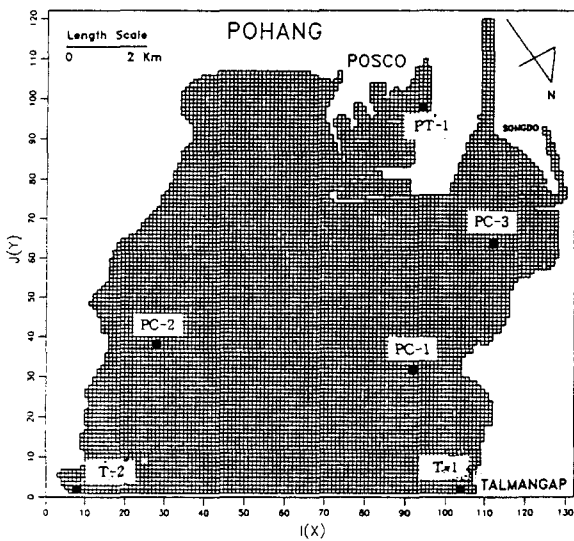 POHANG
Length Scale
0 2 Km
POSCO
N
SONGDO
PT-1
PC-3
PC-2
PC-1
T-2
T-1
TALMANGAP
J(Y)
0 10 20 30 40 50 60 70 80 90 100 110 120
0 10 20 30 40 50 60 70 80 90 100 110 120 130
I(X)